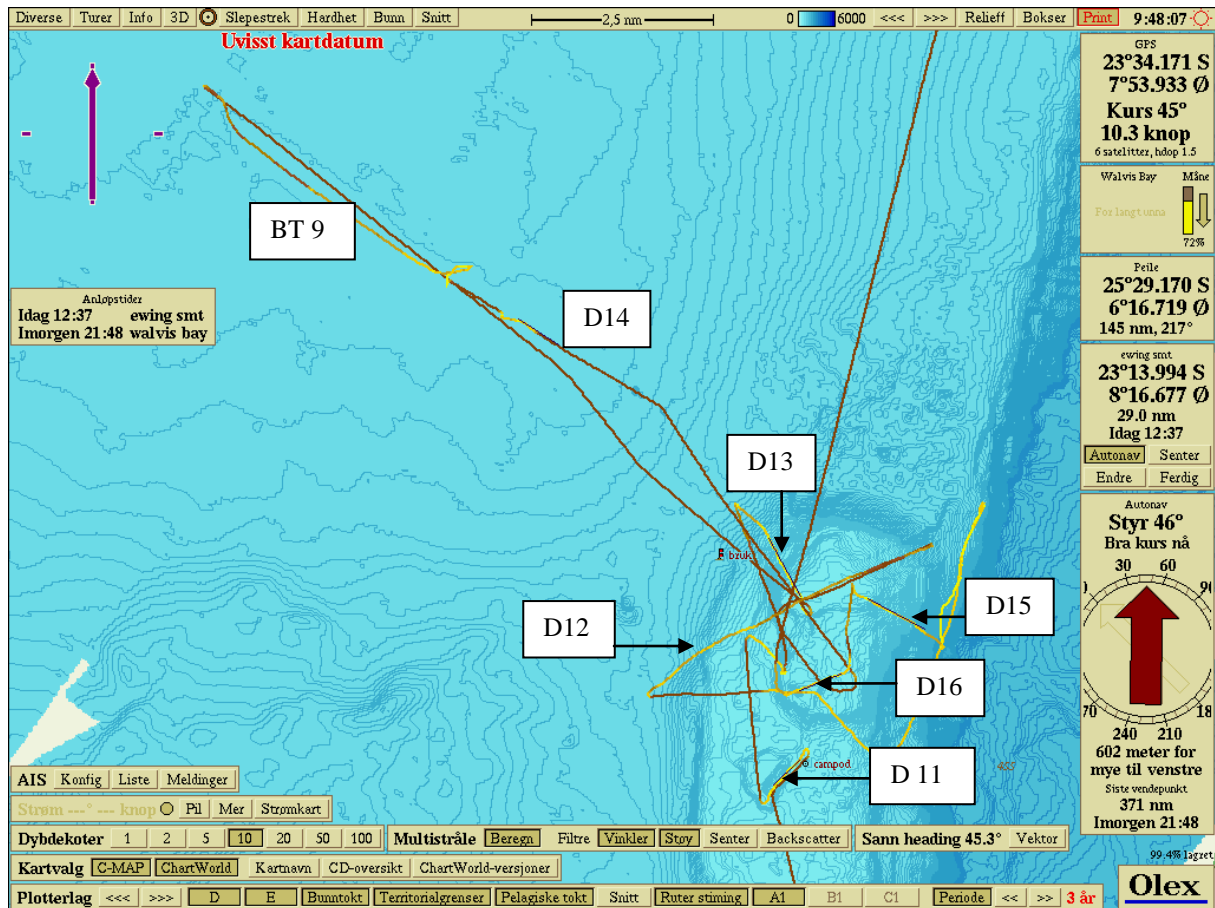 Diverse Turer Info 3D Slepestrek Hardhet Bunn Snitt 2,5 nm 0 6000 <<< >>> Relieff Bokser Print 9:48:07
Uvisst kartdatum
GPS
23°34.171 S
7°53.933 Ø
Kurs 45°
10.3 knop
6 satelitter, hdop 1.5
Walvis Bay Måne
For langt unna
72%
Peile
25°29.170 S
6°16.719 Ø
145 nm, 217°
ewing smt
23°13.994 S
8°16.677 Ø
29.0 nm
Idag 12:37
Autonav Senter
Endre Ferdig
Autonav
Styr 46°
Bra kurs nå
30 60
90
70 180
240 210
602 meter for
mye til venstre
Siste vendepunkt
371 nm
Imorgen 21:48
99.4% lagret
BT 9
Anløpstider
Idag 12:37 ewing smt
Imorgen 21:48 walvis bay
D14
D13
bruk
D12
D15
D16
D 11
campod
AIS Konfig Liste Meldinger
Strøm ---° --- knop Pil Mer Strømkart
Dybdekoter 1 2 5 10 20 50 100 Multistråle Beregn Filtre Vinkler Støy Senter Backscatter Sann heading 45.3° Vektor
Kartvalg C-MAP ChartWorld Kartnavn CD-oversikt ChartWorld-versjoner
Plotterlag <<< >>> D E Bunntokt Territorialgrenser Pelagiske tokt Snitt Ruter stiming A1 B1 C1 Periode << >> 3 år
Olex